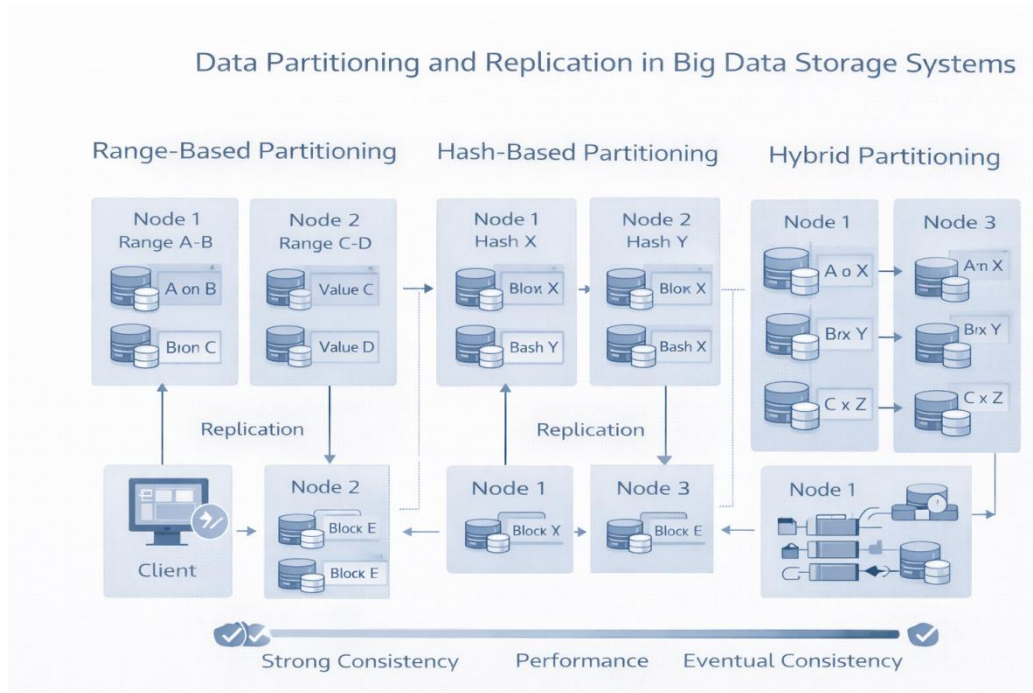 Data Partitioning and Replication in Big Data Storage Systems
Range-Based Partitioning
Node 1
Range A-B
A on B
Bron C
Node 2
Range C-D
Value C
Value D
Replication
Client
Node 2
Block E
Block E
Hash-Based Partitioning
Node 1
Hash X
X
Bash Y
Node 2
Hash Y
X
Bash X
Replication
Node 1
Block X
Node 3
Block E
Hybrid Partitioning
Node 1
A o X
Brx Y
C x Z
Node 3
X
Brx Y
C x Z
Node 1
Strong Consistency
Performance
Eventual Consistency